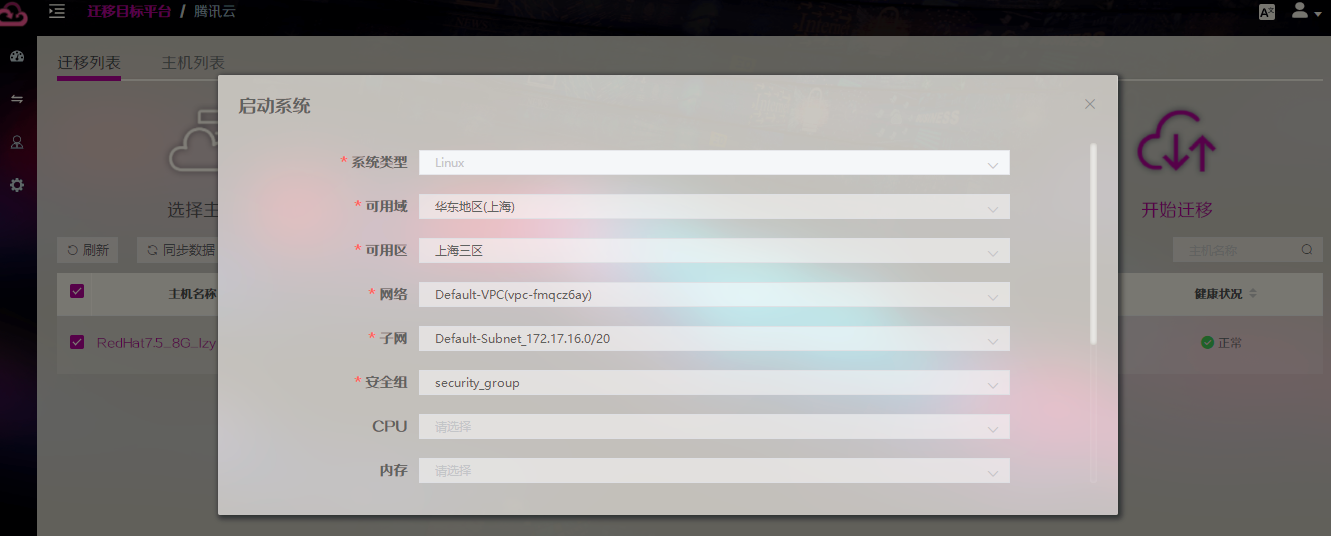 迁移目标平台 / 腾讯云
迁移列表 主机列表
启动系统
* 系统类型 Linux
* 可用域 华东地区(上海)
* 可用区 上海三区
* 网络 Default-VPC(vpc-fmqcz6ay)
* 子网 Default-Subnet_172.17.16.0/20
* 安全组 security_group
CPU 请选择
内存 请选择
选择主
开始迁移
刷新 同步数据 主机名称
主机名称 健康状况
RedHat7.5...8G...lzy 正常